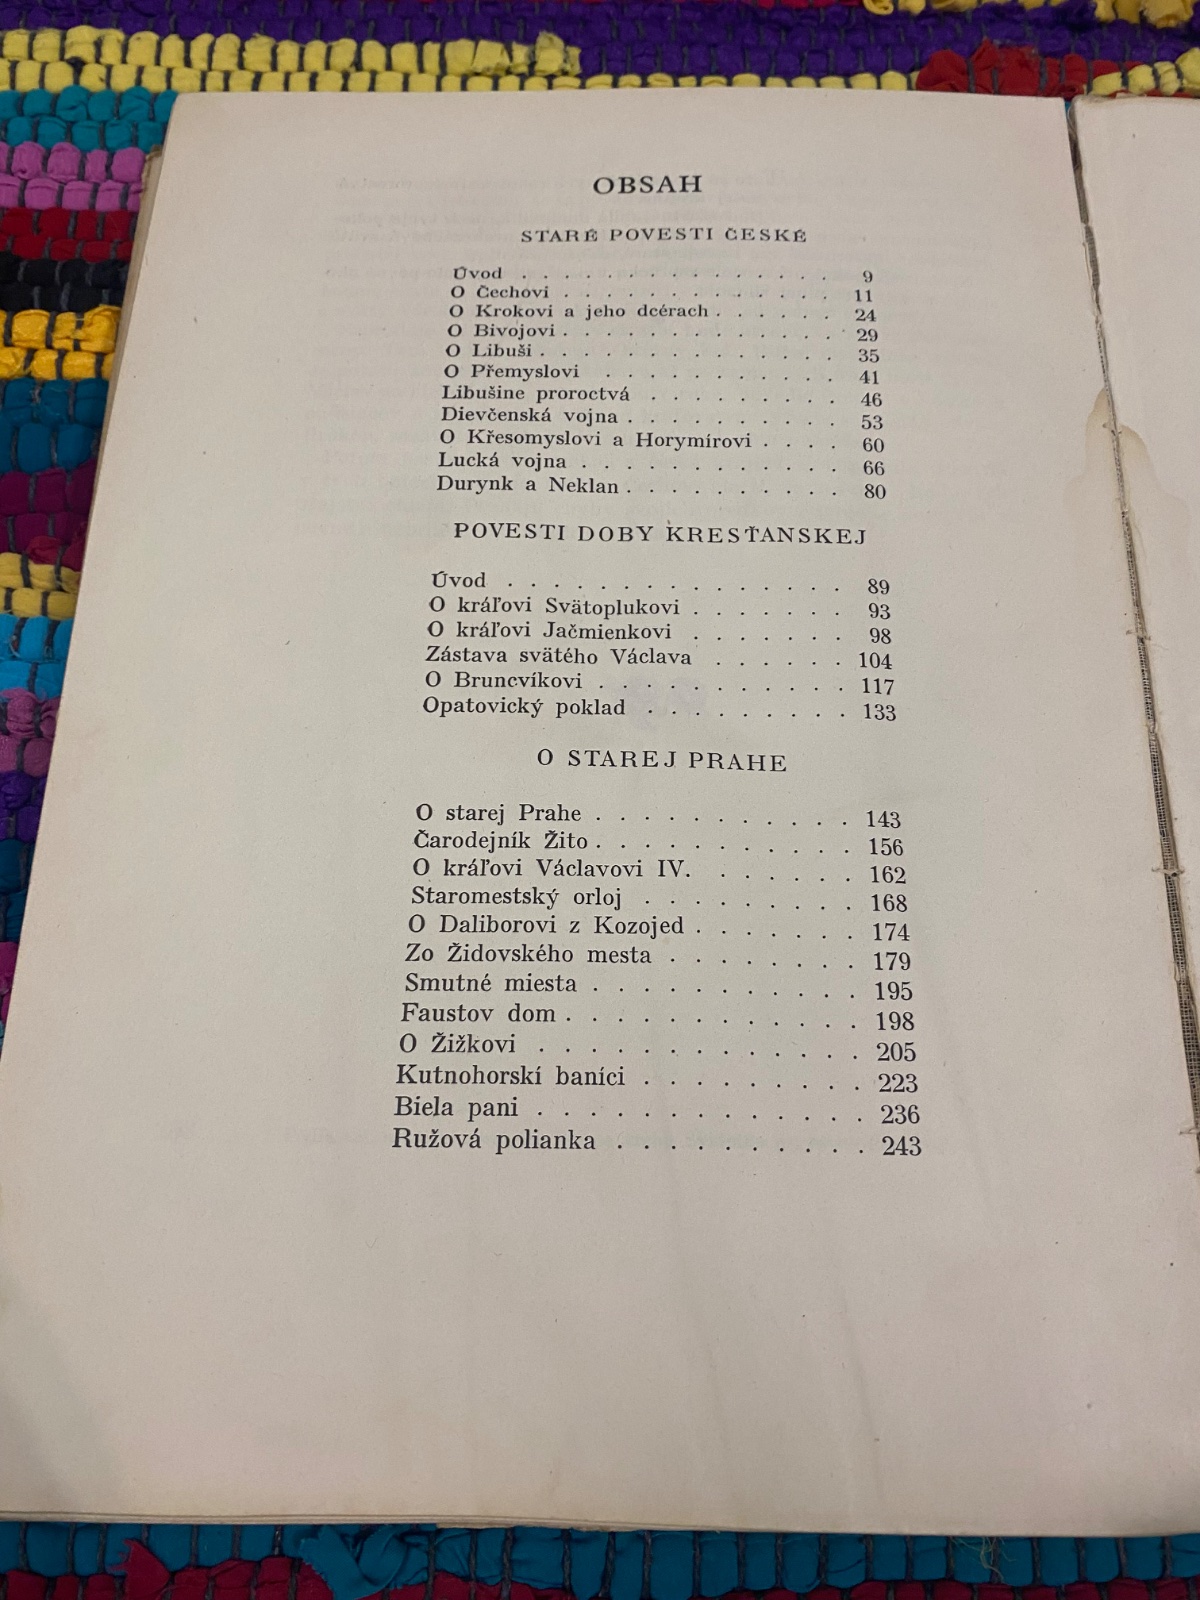 OBSAH
STARÉ POVESTI ČESKÉ
Úvod . . . . . . . . . . . . 9
O Čechovi . . . . . . . . . . . . . 11
O Krokovi a jeho dcérach . . . . . . 24
O Bivojovi . . . . . . . . . . . . . 29
O Libuši . . . . . . . . . . . . . . 35
O Přemyslovi . . . . . . . . . . . 41
Libušine proroctvá . . . . . . . . . 46
Dievčenská vojna . . . . . . . . . . 53
O Křesomyslovi a Horymírovi . . . . 60
Lucká vojna . . . . . . . . . . . . 66
Durynk a Neklan . . . . . . . . . . 80
POVESTI DOBY KRESŤANSKEJ
Úvod . . . . . . . . . . . . . . . 89
O kráľovi Svätoplukovi . . . . . . . 93
O kráľovi Jačmienkovi . . . . . . . 98
Zástava svätého Václava . . . . . . 104
O Bruncvíkovi . . . . . . . . . . . 117
Opatovický poklad . . . . . . . . . 133
O STAREJ PRAHE
O starej Prahe . . . . . . . . . . . 143
Čarodejník Žito . . . . . . . . . . . 156
O kráľovi Václavovi IV. . . . . . . 162
Staromestský orloj . . . . . . . . . 168
O Daliborovi z Kozojed . . . . . . . 174
Zo Židovského mesta . . . . . . . . 179
Smutné miesta . . . . . . . . . . . 195
Faustov dom . . . . . . . . . . . . 198
O Žižkovi . . . . . . . . . . . . . 205
Kutnohorskí baníci . . . . . . . . . 223
Biela pani . . . . . . . . . . . . . 236
Ružová polianka . . . . . . . . . . 243